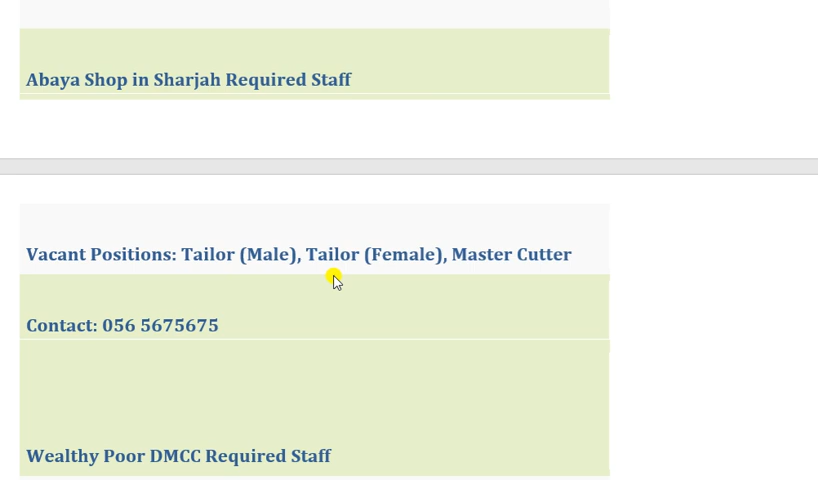 Abaya Shop in Sharjah Required Staff
Vacant Positions: Tailor (Male), Tailor (Female), Master Cutter
Contact: 056 5675675
Wealthy Poor DMCC Required Staff